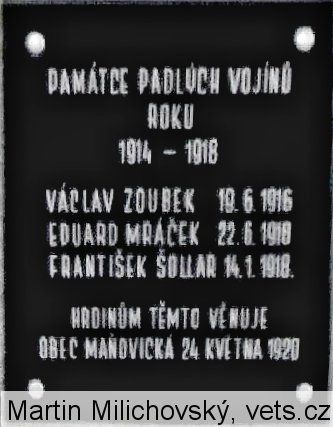 PAMÁTCE PADLÝCH VOJÍNŮ
ROKU
1914 - 1918
VÁCLAV ZOUBEK 19. 6. 1916
EDUARD MRÁČEK 22. 6. 1918
FRANTIŠEK ŠOLLAR 14. 1. 1918.
HRDINŮM TĚMTO VĚNUJE
OBEC MAŇOVICKÁ 24 KVĚTNA 1920
Martin Milichovský, vets.cz